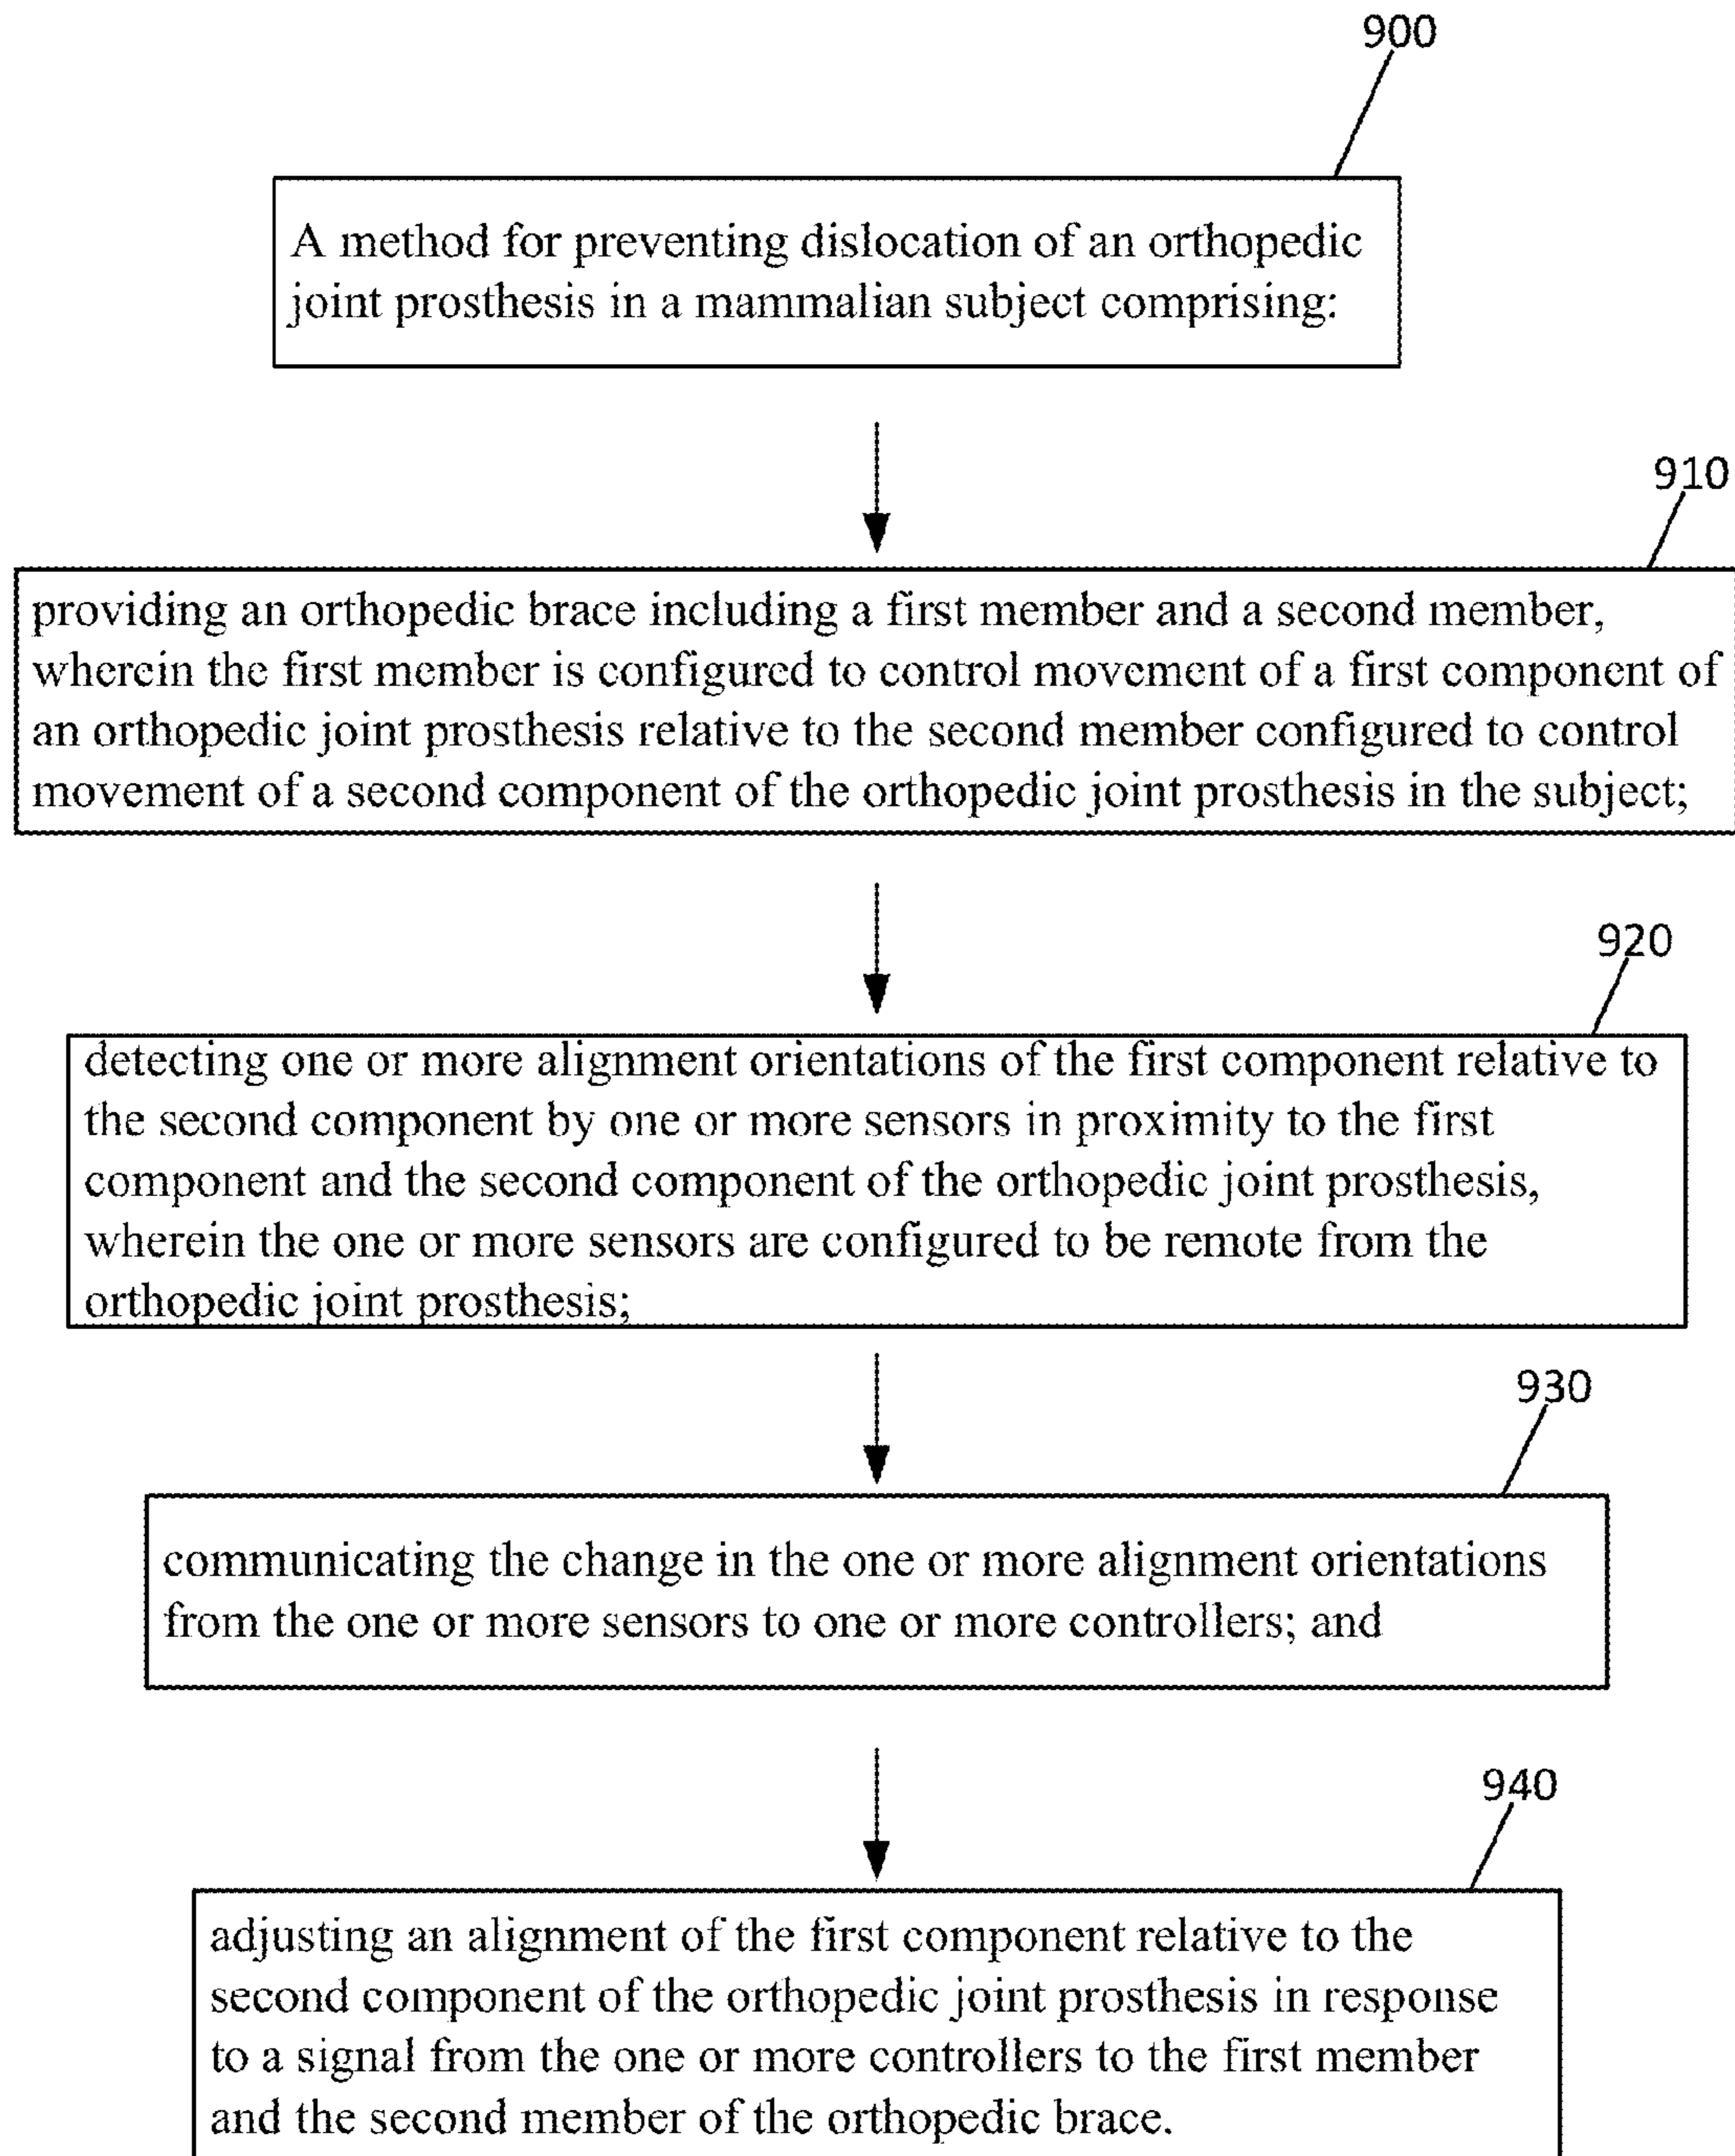 900
A method for preventing dislocation of an orthopedic
joint prosthesis in a mammalian subject comprising:
910
providing an orthopedic brace including a first member and a second member,
wherein the first member is configured to control movement of a first component of
an orthopedic joint prosthesis relative to the second member configured to control
movement of a second component of the orthopedic joint prosthesis in the subject;
920
detecting one or more alignment orientations of the first component relative to
the second component by one or more sensors in proximity to the first
component and the second component of the orthopedic joint prosthesis,
wherein the one or more sensors are configured to be remote from the
orthopedic joint prosthesis;
930
communicating the change in the one or more alignment orientations
from the one or more sensors to one or more controllers; and
940
adjusting an alignment of the first component relative to the
second component of the orthopedic joint prosthesis in response
to a signal from the one or more controllers to the first member
and the second member of the orthopedic brace.